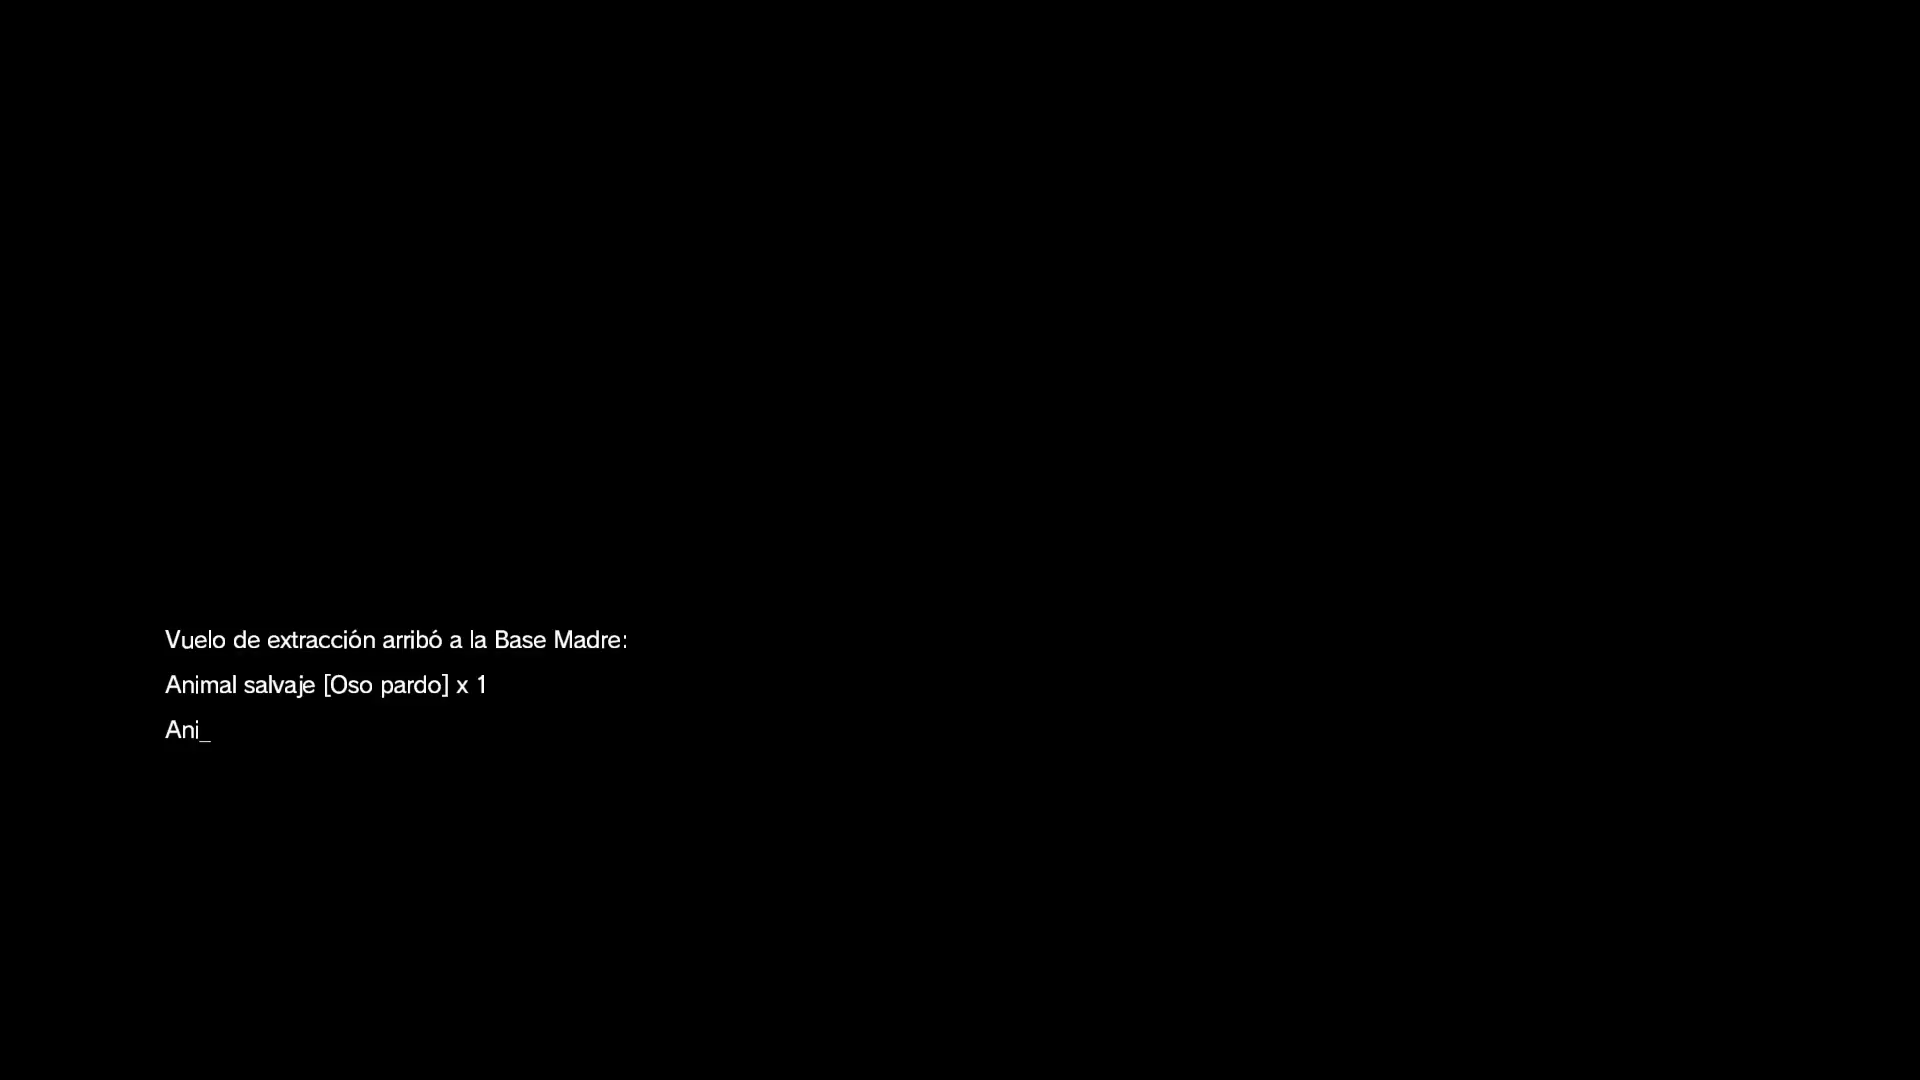 Vuelo de extracción arribó a la Base Madre:
Animal salvaje [Oso pardo] x 1
Ani_